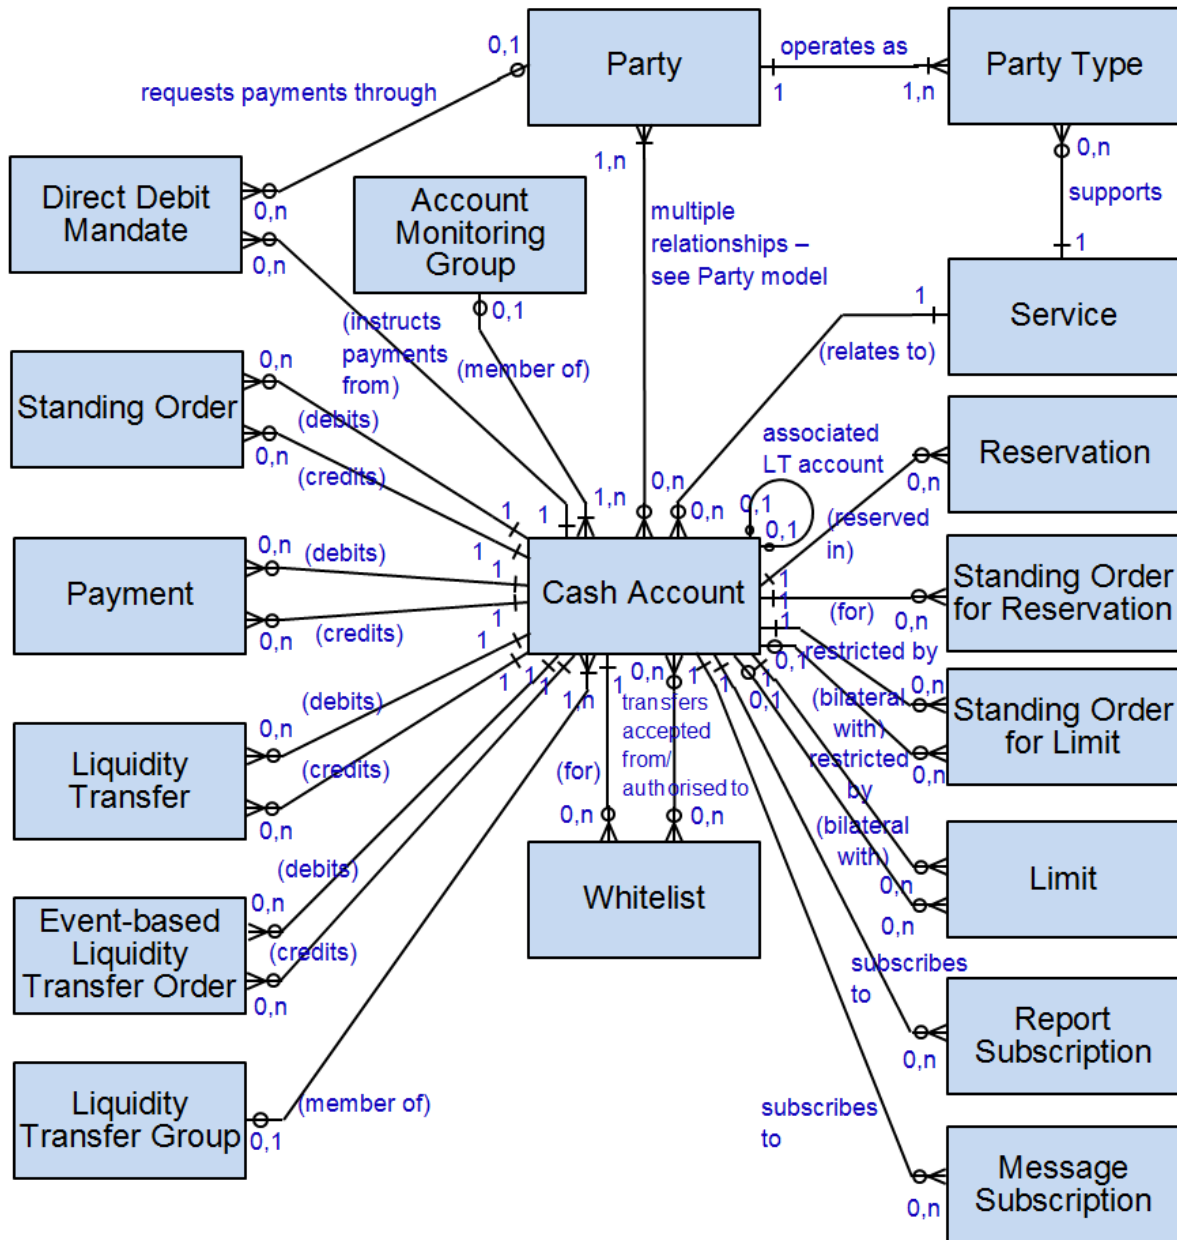 0,1
Party
operates as
1
1,n
Party Type
requests payments through
1,n
0,n
supports
1
Direct Debit
Mandate
0,n
0,n
Account
Monitoring
Group
0,1
multiple
relationships –
see Party model
Service
1
(relates to)
(instructs
payments
from)
(member of)
Standing Order
0,n
(debits)
0,n
(credits)
associated
LT account
0,1
0,1
Reservation
0,n
(reserved
in)
1
1
1
1,n
0,n
0,n
Cash Account
Payment
0,n
(debits)
1
0,n
(credits)
1
1
1
(for)
0,n
Standing Order
for Reservation
1
restricted by
0,n
0,1
(bilateral
with)
0,n
Standing Order
for Limit
Liquidity
Transfer
0,n
(debits)
1
0,n
(credits)
1
1
1
1,n
1
0,n
transfers
accepted
from/
authorised to
(for)
0,n
0,n
Whitelist
1
1
0,1
1
restricted
by
(bilateral
with)
0,n
0,n
Limit
Event-based
Liquidity
Transfer Order
0,n
(debits)
0,n
(credits)
subscribes
to
0,n
Report
Subscription
Liquidity
Transfer Group
0,1
(member of)
subscribes
to
0,n
Message
Subscription